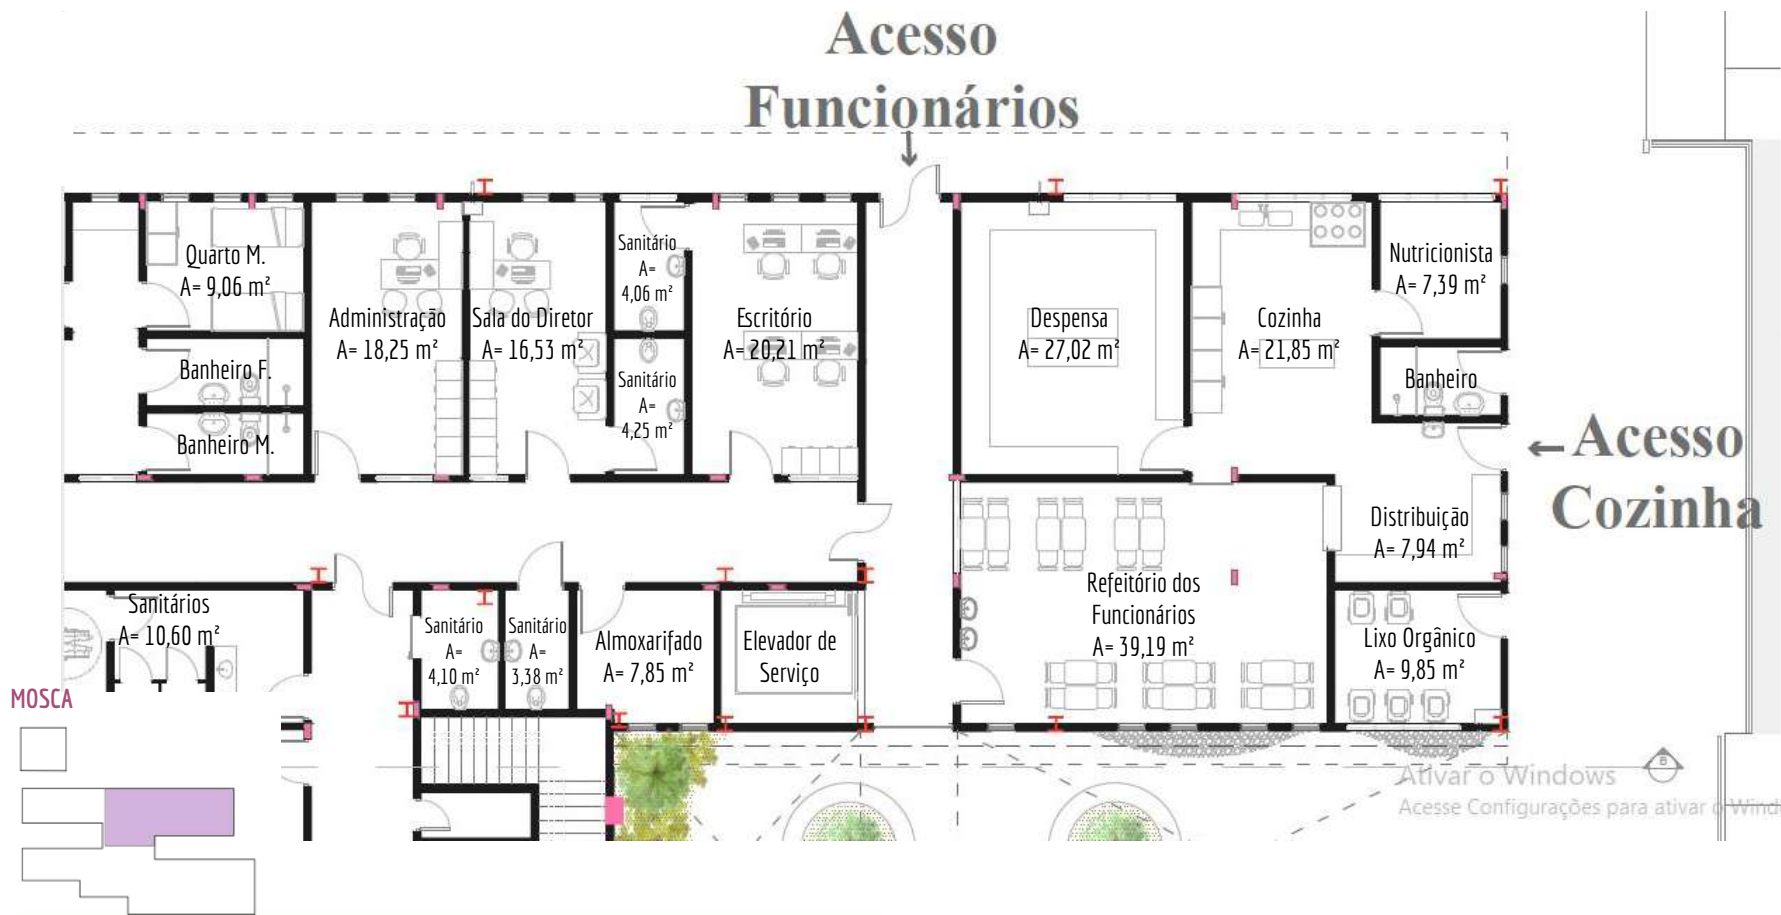 Acesso
Funcionários
Quarto M.
A= 9,06 m²
Banheiro F.
Banheiro M.
Administração
A= 18,25 m²
Sala do Diretor
A= 16,53 m²
Sanitário
A=
4,06 m²
Sanitário
A=
4,25 m²
Escritório
A= 20,21 m²
Despensa
A= 27,02 m²
Cozinha
A= 21,85 m²
Nutricionista
A= 7,39 m²
Banheiro
Acesso
Cozinha
Distribuição
A= 7,94 m²
Refeitório dos
Funcionários
A= 39,19 m²
Lixo Orgânico
A= 9,85 m²
Sanitários
A= 10,60 m²
Sanitário
A=
4,10 m²
Sanitário
A=
3,38 m²
Almoxarifado
A= 7,85 m²
Elevador de
Serviço
MOSCA
B
Ativar o Windows
Acesse Configurações para ativar o Wind